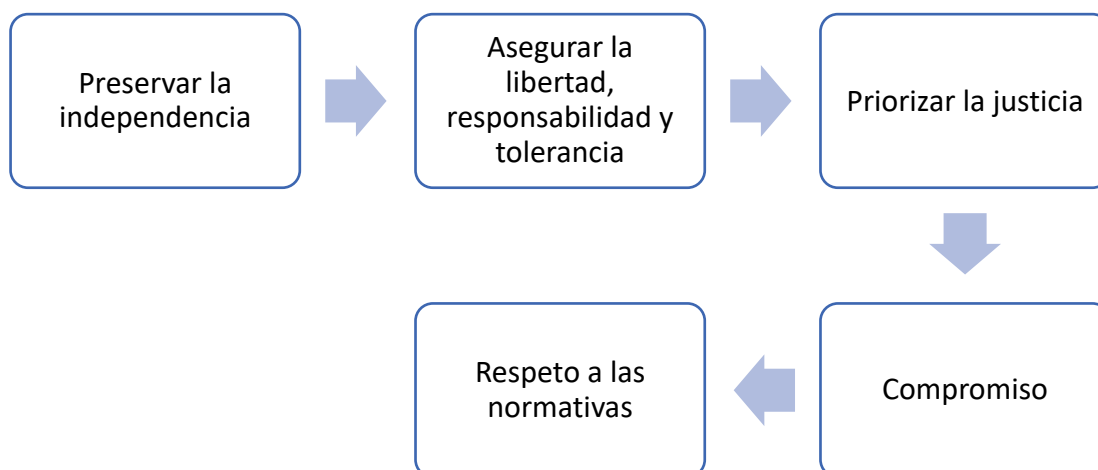 Preservar la
independencia
Asegurar la
libertad,
responsabilidad y
tolerancia
Priorizar la justicia
Compromiso
Respeto a las
normativas